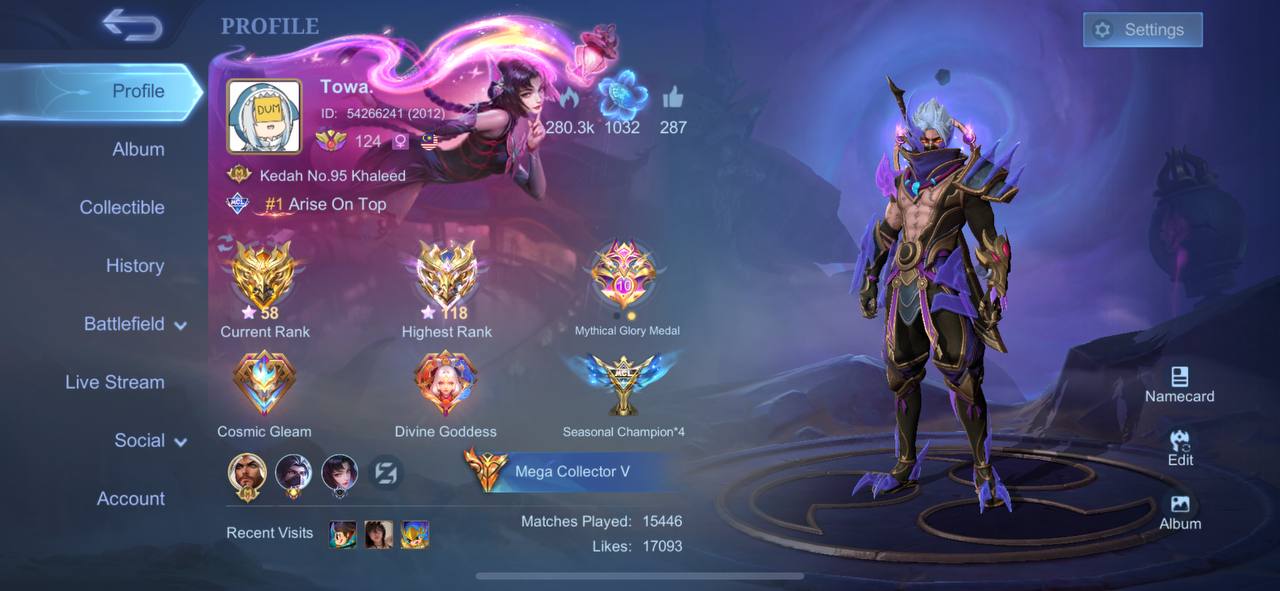 PROFILE
Settings
Profile
Album
Collectible
History
Battlefield
Live Stream
Social
Account
DUM
Towa.
ID: 54266241 (2012)
124
280.3k 1032 287
Kedah No.95 Khaleed
MCL #1 Arise On Top
58
Current Rank
118
Highest Rank
10
Mythical Glory Medal
Cosmic Gleam
Divine Goddess
MCL
Seasonal Champion*4
Mega Collector V
Recent Visits
Matches Played: 15446
Likes: 17093
Namecard
Edit
Album